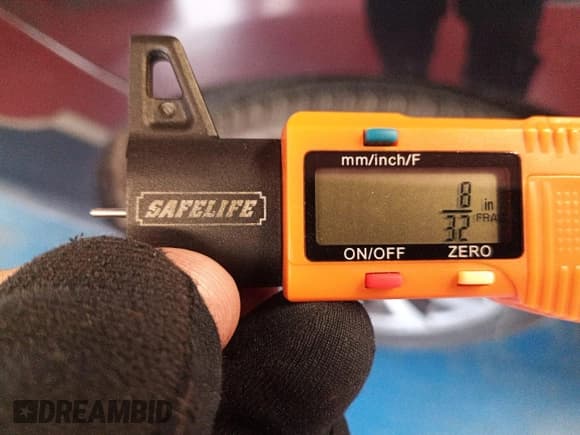 mm/inch/F
SAFELIFE
8
in
32
FRAC
ON/OFF ZERO
DREAMBID